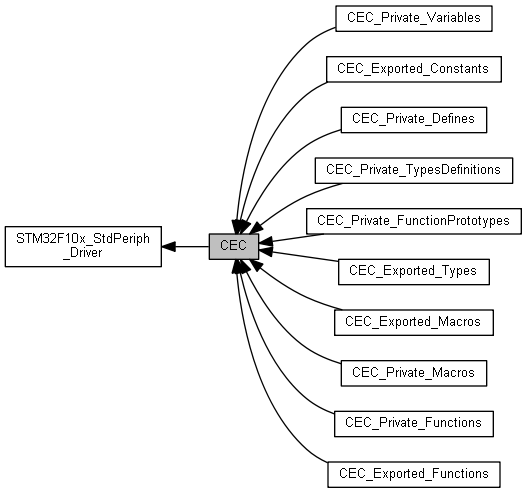 CEC_Private_Variables
CEC_Exported_Constants
CEC_Private_Defines
CEC_Private_TypesDefinitions
CEC_Private_FunctionPrototypes
STM32F10x_StdPeriph
_Driver
CEC
CEC_Exported_Types
CEC_Exported_Macros
CEC_Private_Macros
CEC_Private_Functions
CEC_Exported_Functions